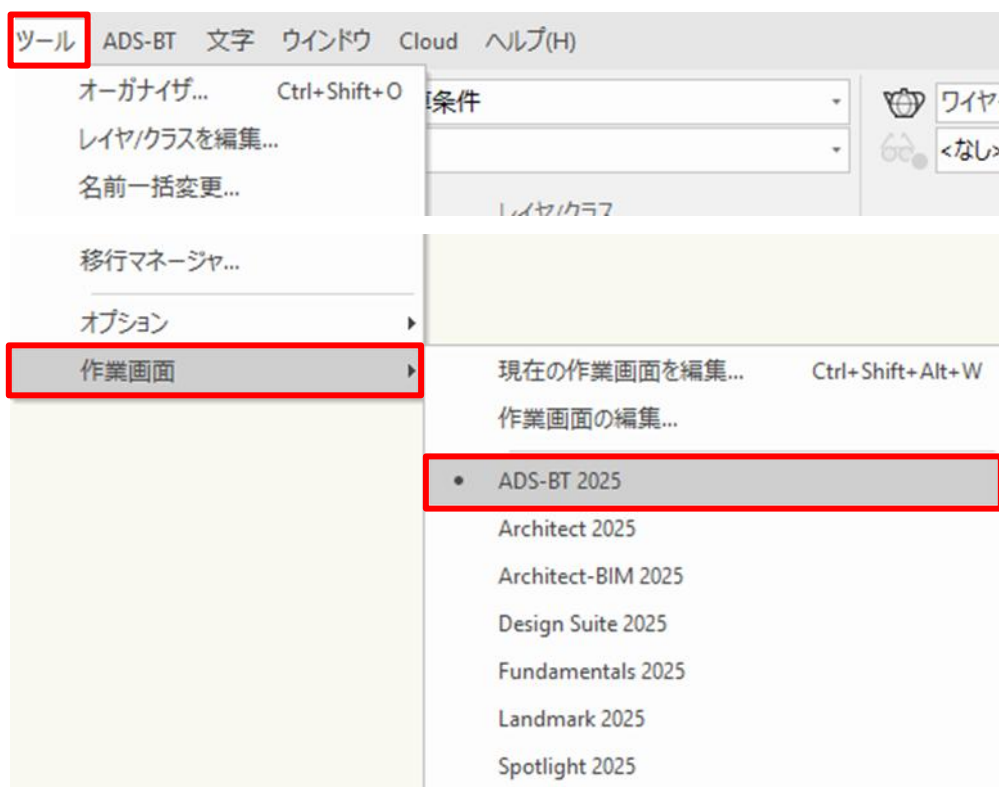 ツール ADS-BT 文字 ウインドウ Cloud ヘルプ(H)
オーガナイザ... Ctrl+Shift+O
条件 ワイヤ
レイヤ/クラスを編集...
<なし>
名前一括変更...
レイヤ/クラス
移行マネージャ...
オプション
作業画面
現在の作業画面を編集... Ctrl+Shift+Alt+W
作業画面の編集...
• ADS-BT 2025
Architect 2025
Architect-BIM 2025
Design Suite 2025
Fundamentals 2025
Landmark 2025
Spotlight 2025